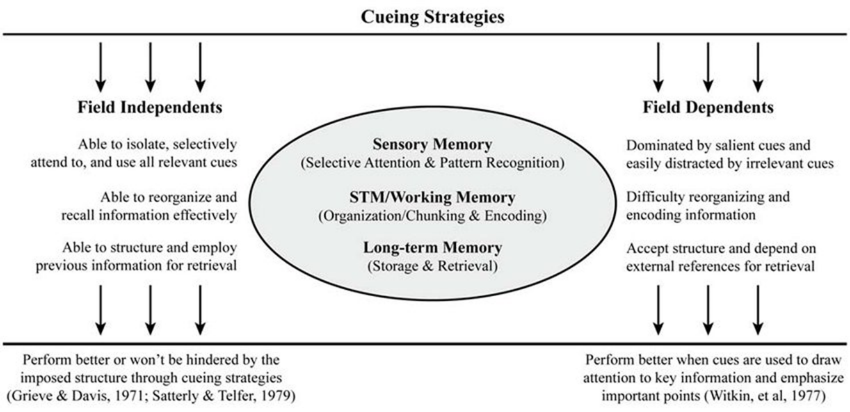 Cueing Strategies
Field Independents
Able to isolate, selectively
attend to, and use all relevant cues
Able to reorganize and
recall information effectively
Able to structure and employ
previous information for retrieval
Sensory Memory
(Selective Attention & Pattern Recognition)
STM/Working Memory
(Organization/Chunking & Encoding)
Long-term Memory
(Storage & Retrieval)
Field Dependents
Dominated by salient cues and
easily distracted by irrelevant cues
Difficulty reorganizing and
encoding information
Accept structure and depend on
external references for retrieval
Perform better or won't be hindered by the
imposed structure through cueing strategies
(Grieve & Davis, 1971; Satterly & Telfer, 1979)
Perform better when cues are used to draw
attention to key information and emphasize
important points (Witkin, et al, 1977)